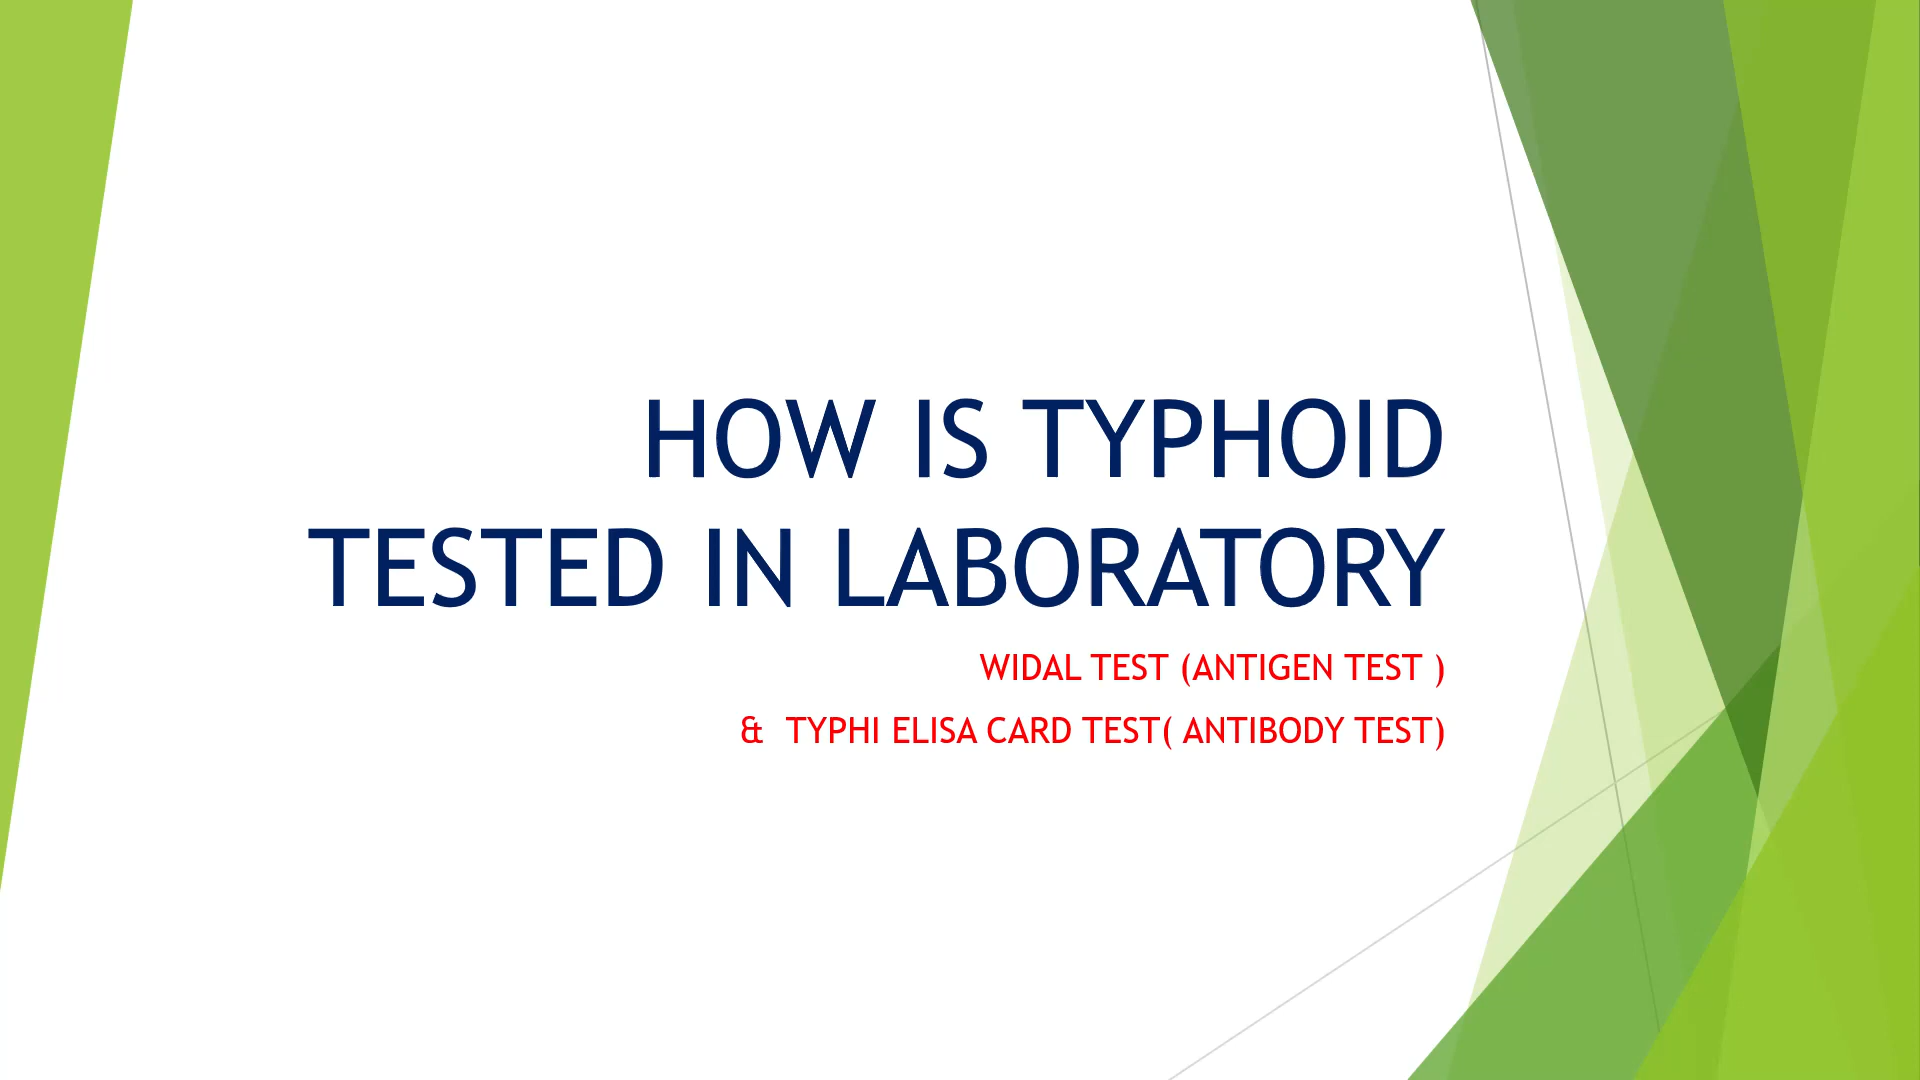 HOW IS TYPHOID
TESTED IN LABORATORY
WIDAL TEST (ANTIGEN TEST )
& TYPHI ELISA CARD TEST( ANTIBODY TEST)